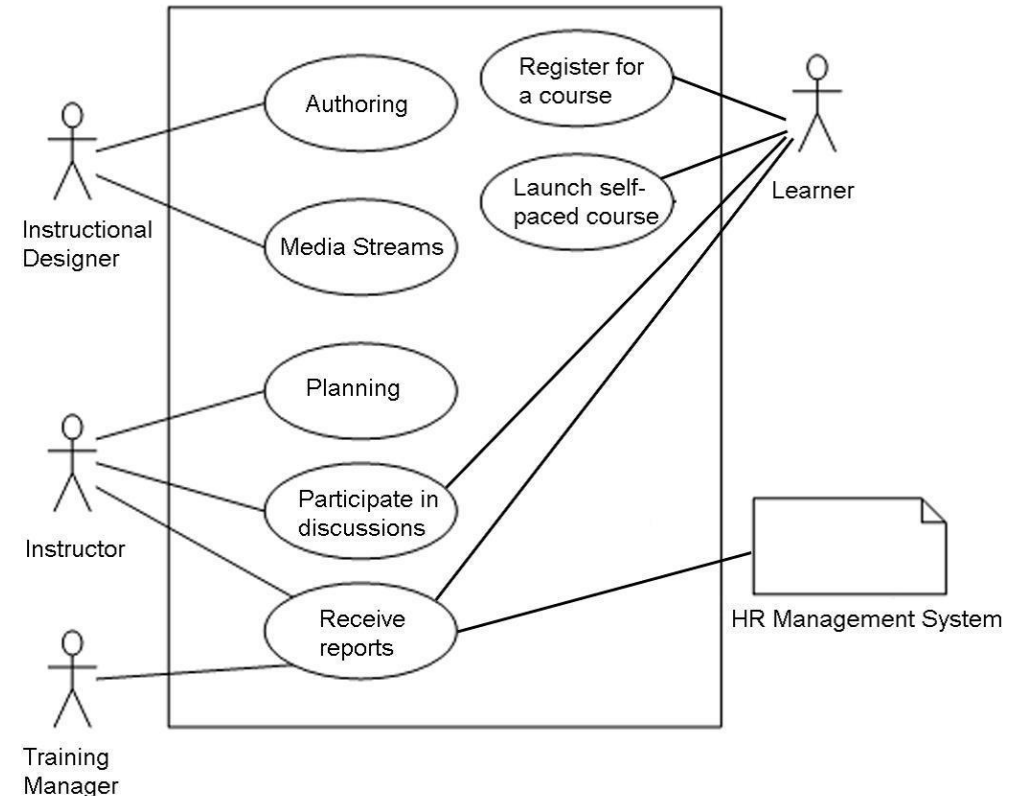 Authoring
Register for
a course
Launch self-
paced course
Learner
Instructional
Designer
Media Streams
Planning
Participate in
discussions
Instructor
Receive
reports
HR Management System
Training
Manager